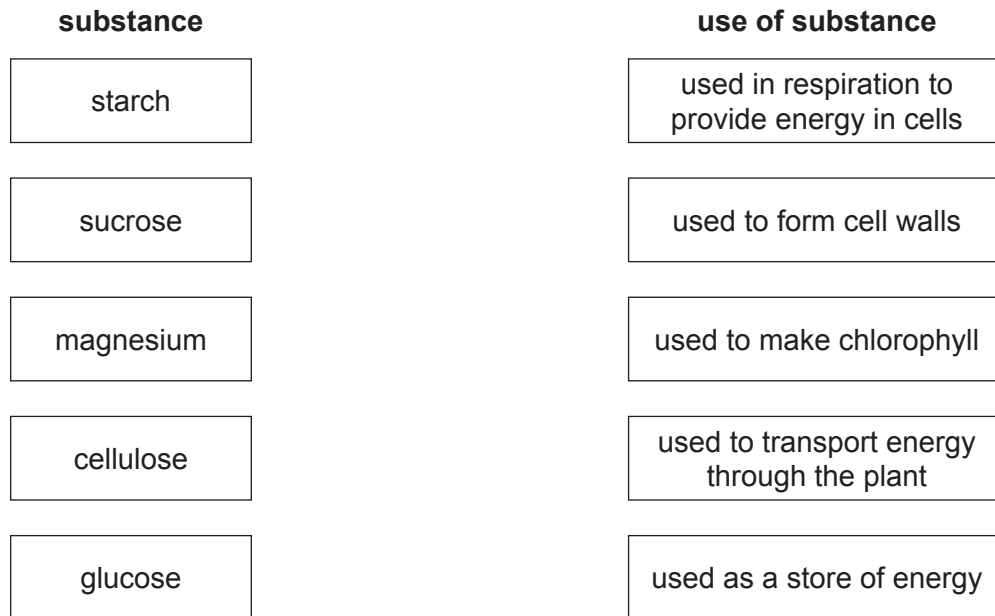 substance use of substance
starch
used in respiration to
provide energy in cells
sucrose
used to form cell walls
magnesium
used to make chlorophyll
cellulose
used to transport energy
through the plant
glucose
used as a store of energy